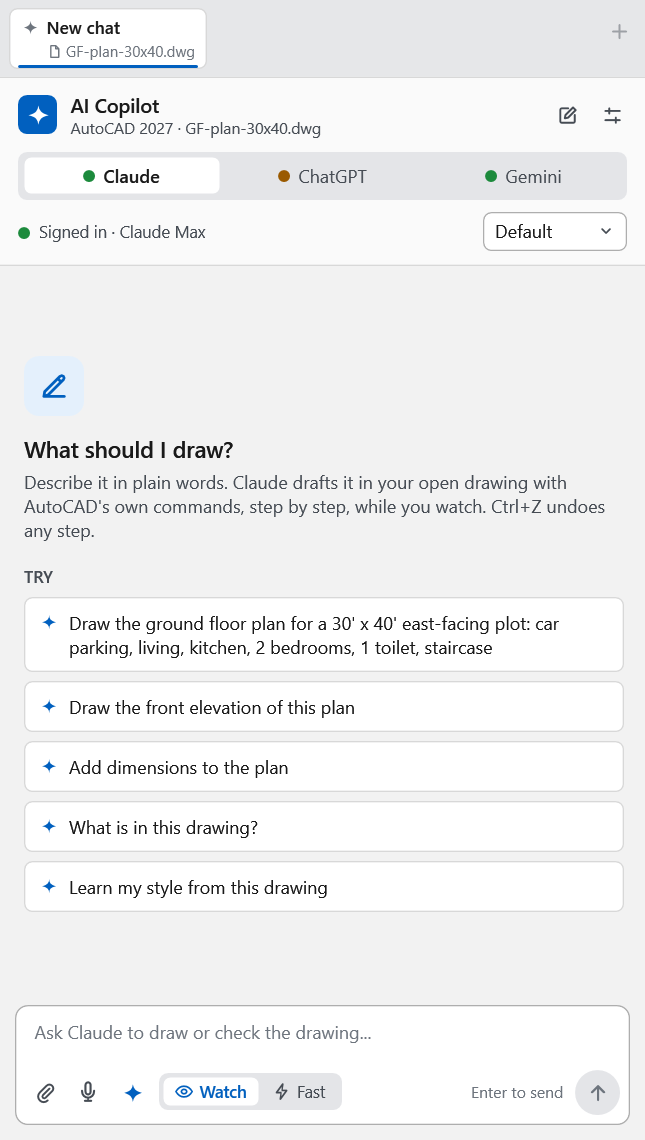 New chat
GF-plan-30x40.dwg
AI Copilot
AutoCAD 2027 · GF-plan-30x40.dwg
Claude
ChatGPT
Gemini
Signed in · Claude Max
Default
What should I draw?
Describe it in plain words. Claude drafts it in your open drawing with
AutoCAD's own commands, step by step, while you watch. Ctrl+Z undoes
any step.
TRY
Draw the ground floor plan for a 30' x 40' east-facing plot: car
parking, living, kitchen, 2 bedrooms, 1 toilet, staircase
Draw the front elevation of this plan
Add dimensions to the plan
What is in this drawing?
Learn my style from this drawing
Ask Claude to draw or check the drawing...
Watch
Fast
Enter to send